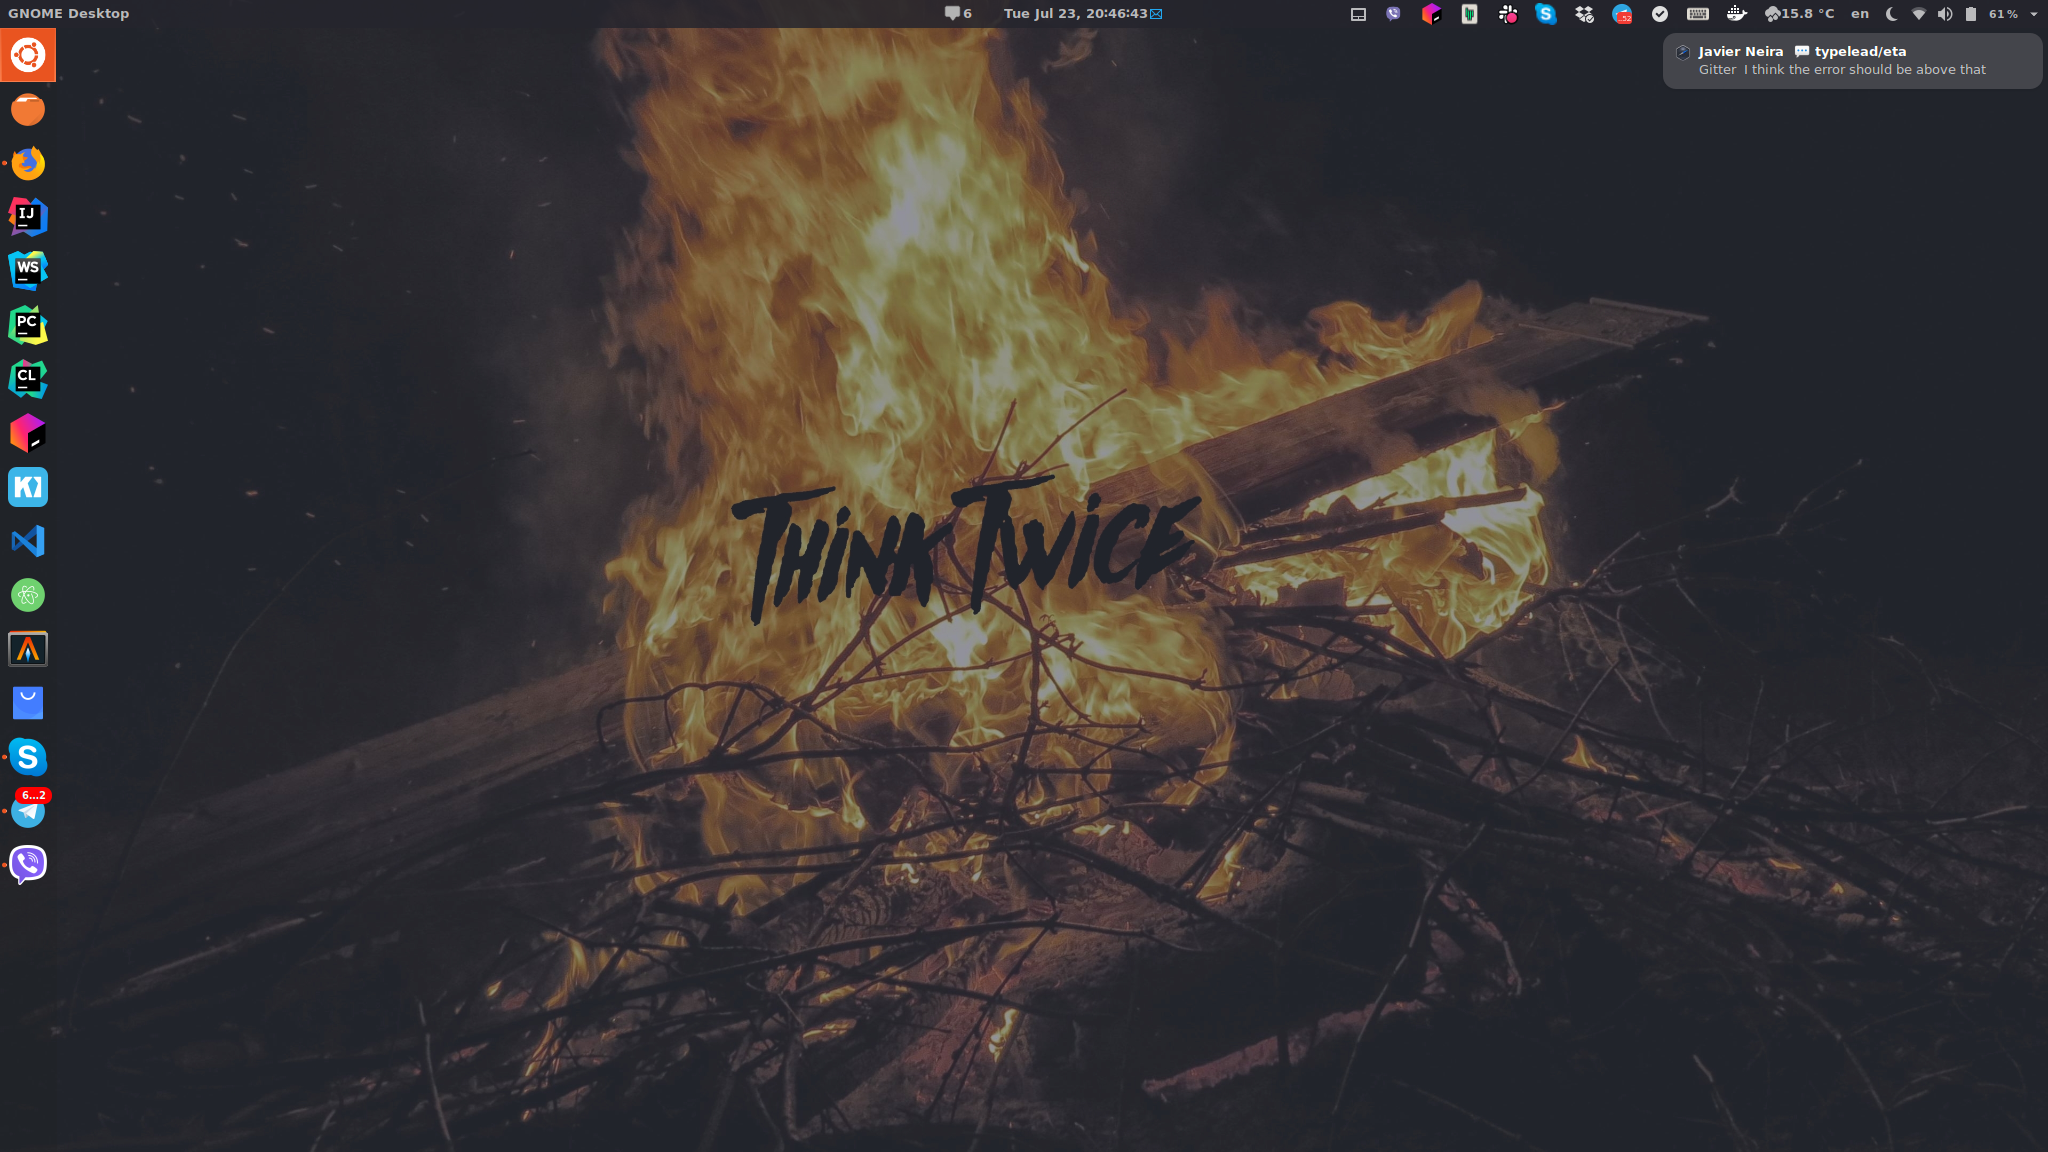 GNOME Desktop
6
Tue Jul 23, 20:46:43
52
15.8 °C
en
61 %
Javier Neira 💬 typelead/eta
Gitter I think the error should be above that
IJ
WS
PC
CL
K
S
6...2
THINK TWICE